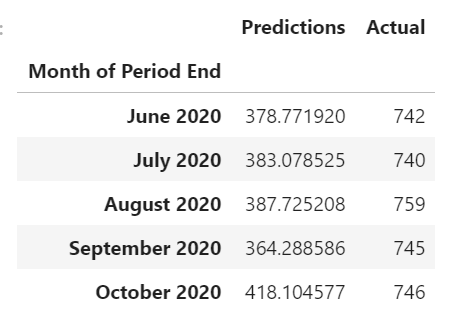 :
Predictions Actual
Month of Period End
June 2020 378.771920 742
July 2020 383.078525 740
August 2020 387.725208 759
September 2020 364.288586 745
October 2020 418.104577 746